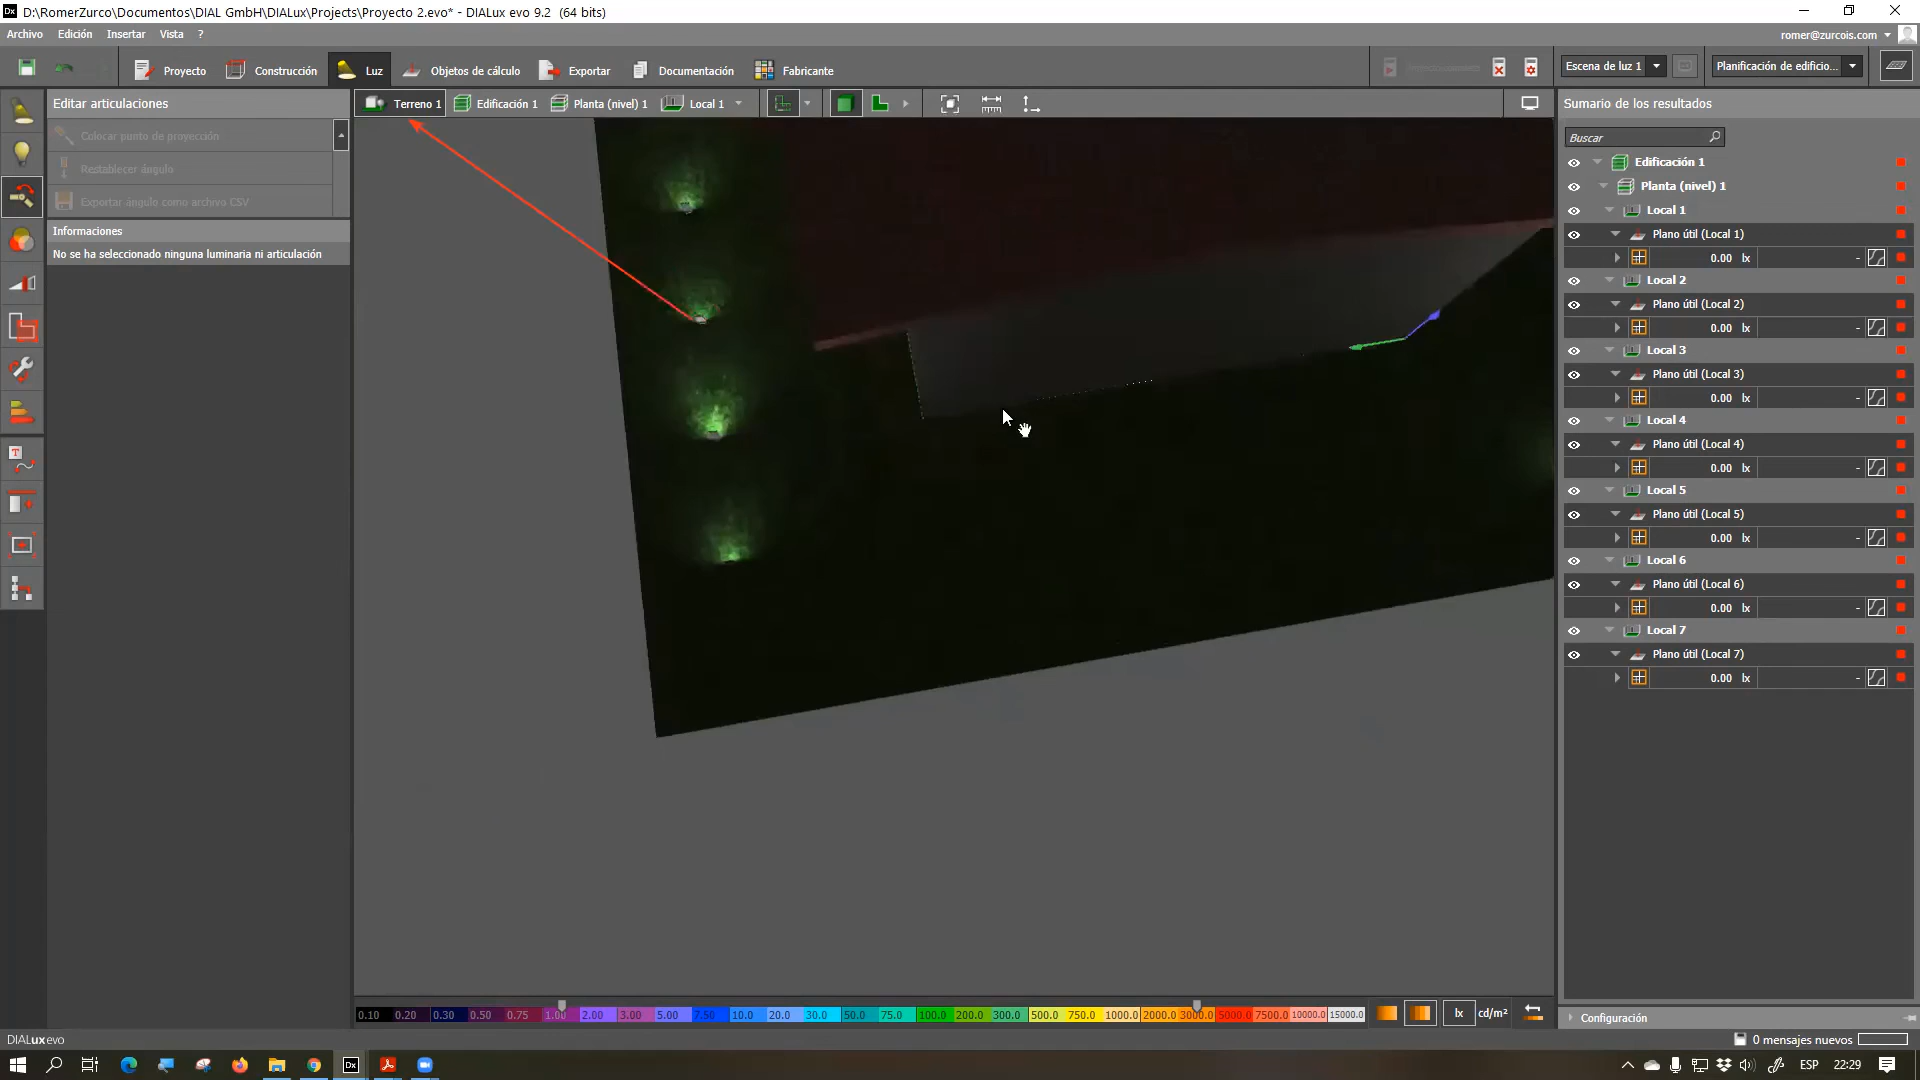 D:\RomerZurco\Documentos\DIAL GmbH\DIALux\Projects\Proyecto 2.evo* - DIALux evo 9.2 (64 bits)
Archivo Edición Insertar Vista ?
romer@zurcois.com
Proyecto Construcción Luz Objetos de cálculo Exportar Documentación Fabricante
Escena de luz 1 Planificación de edificio...
Editar articulaciones
Terreno 1 Edificación 1 Planta (nivel) 1 Local 1
Sumario de los resultados
Colocar punto de proyección
Restablecer ángulo
Exportar ángulo como archivo CSV
Informaciones
No se ha seleccionado ninguna luminaria ni articulación
Buscar
Edificación 1
Planta (nivel) 1
Local 1
Plano útil (Local 1)
0.00 lx -
Local 2
Plano útil (Local 2)
0.00 lx -
Local 3
Plano útil (Local 3)
0.00 lx -
Local 4
Plano útil (Local 4)
0.00 lx -
Local 5
Plano útil (Local 5)
0.00 lx -
Local 6
Plano útil (Local 6)
0.00 lx -
Local 7
Plano útil (Local 7)
0.00 lx -
0.10 0.20 0.30 0.50 0.75 1.00 2.00 3.00 5.00 7.50 10.0 20.0 30.0 50.0 75.0 100.0 200.0 300.0 500.0 750.0 1000.0 2000.0 3000.0 5000.0 7500.0 10000.0 15000.0 lx cd/m²
Configuración
DIALux evo
0 mensajes nuevos
Dx ESP 22:29